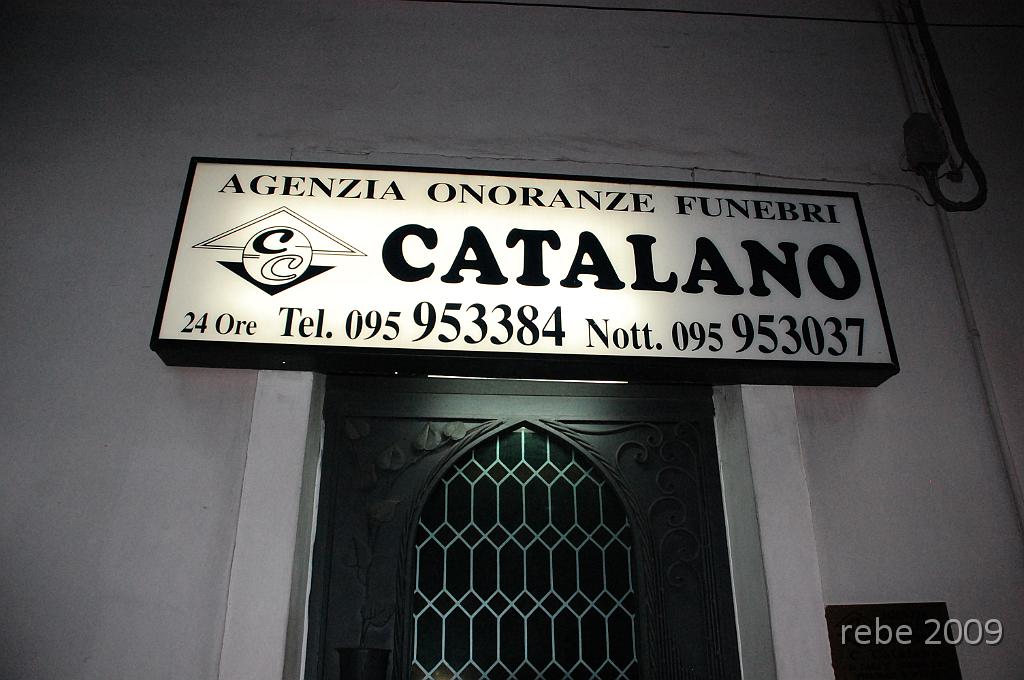 AGENZIA ONORANZE FUNEBRI
CC
CATALANO
24 Ore Tel. 095 953384 Nott. 095 953037
rebe 2009